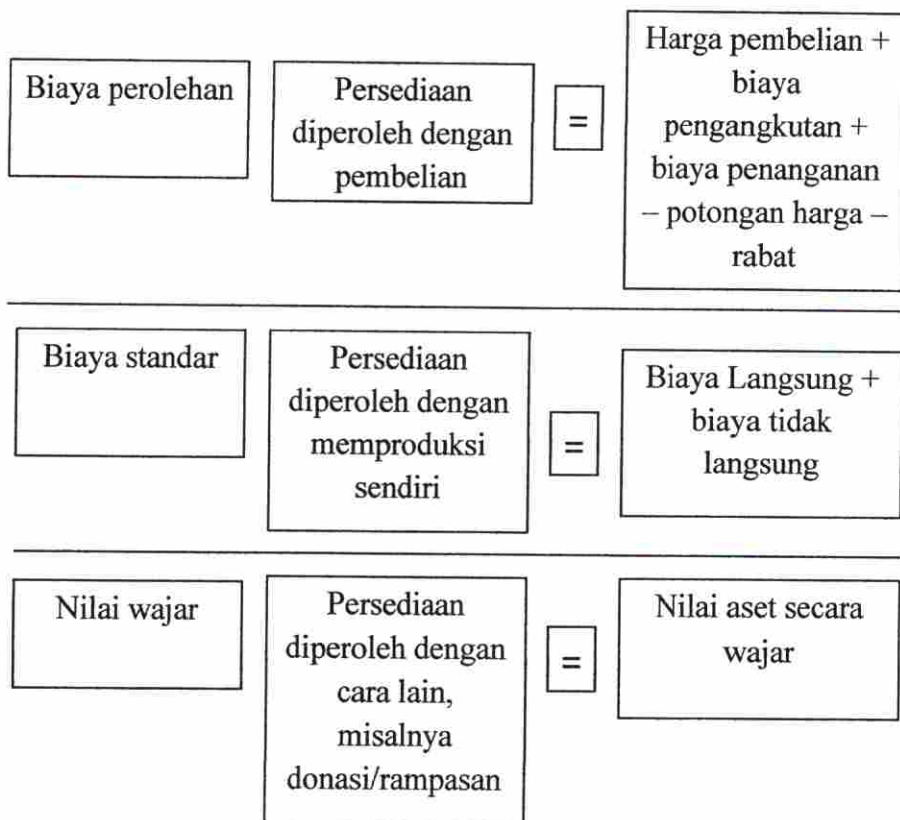 Biaya perolehan
Persediaan
diperoleh dengan
pembelian
=
Harga pembelian +
biaya
pengangkutan +
biaya penanganan
– potongan harga –
rabat
Biaya standar
Persediaan
diperoleh dengan
memproduksi
sendiri
=
Biaya Langsung +
biaya tidak
langsung
Nilai wajar
Persediaan
diperoleh dengan
cara lain,
misalnya
donasi/rampasan
=
Nilai aset secara
wajar